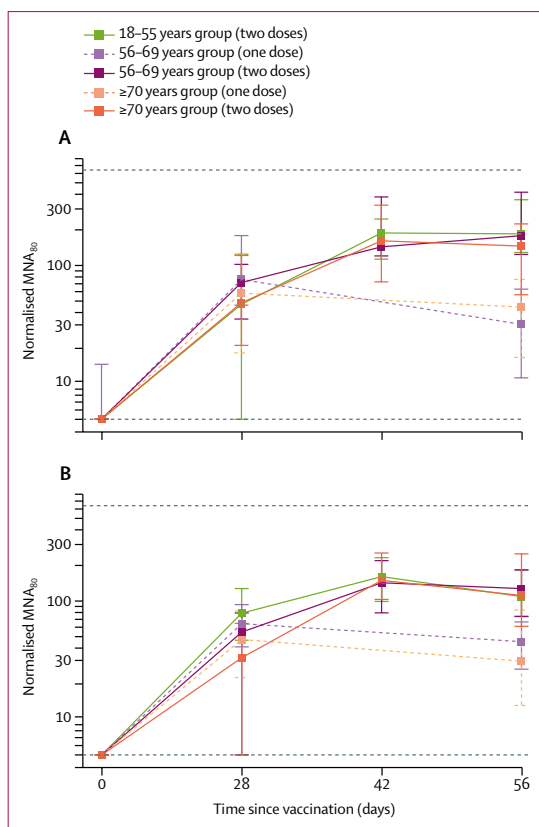 18–55 years group (two doses)
56–69 years group (one dose)
56–69 years group (two doses)
≥70 years group (one dose)
≥70 years group (two doses)
A
300
100
30
10
Normalised MNA₈₀
B
300
100
30
10
Normalised MNA₈₀
0 28 42 56
Time since vaccination (days)